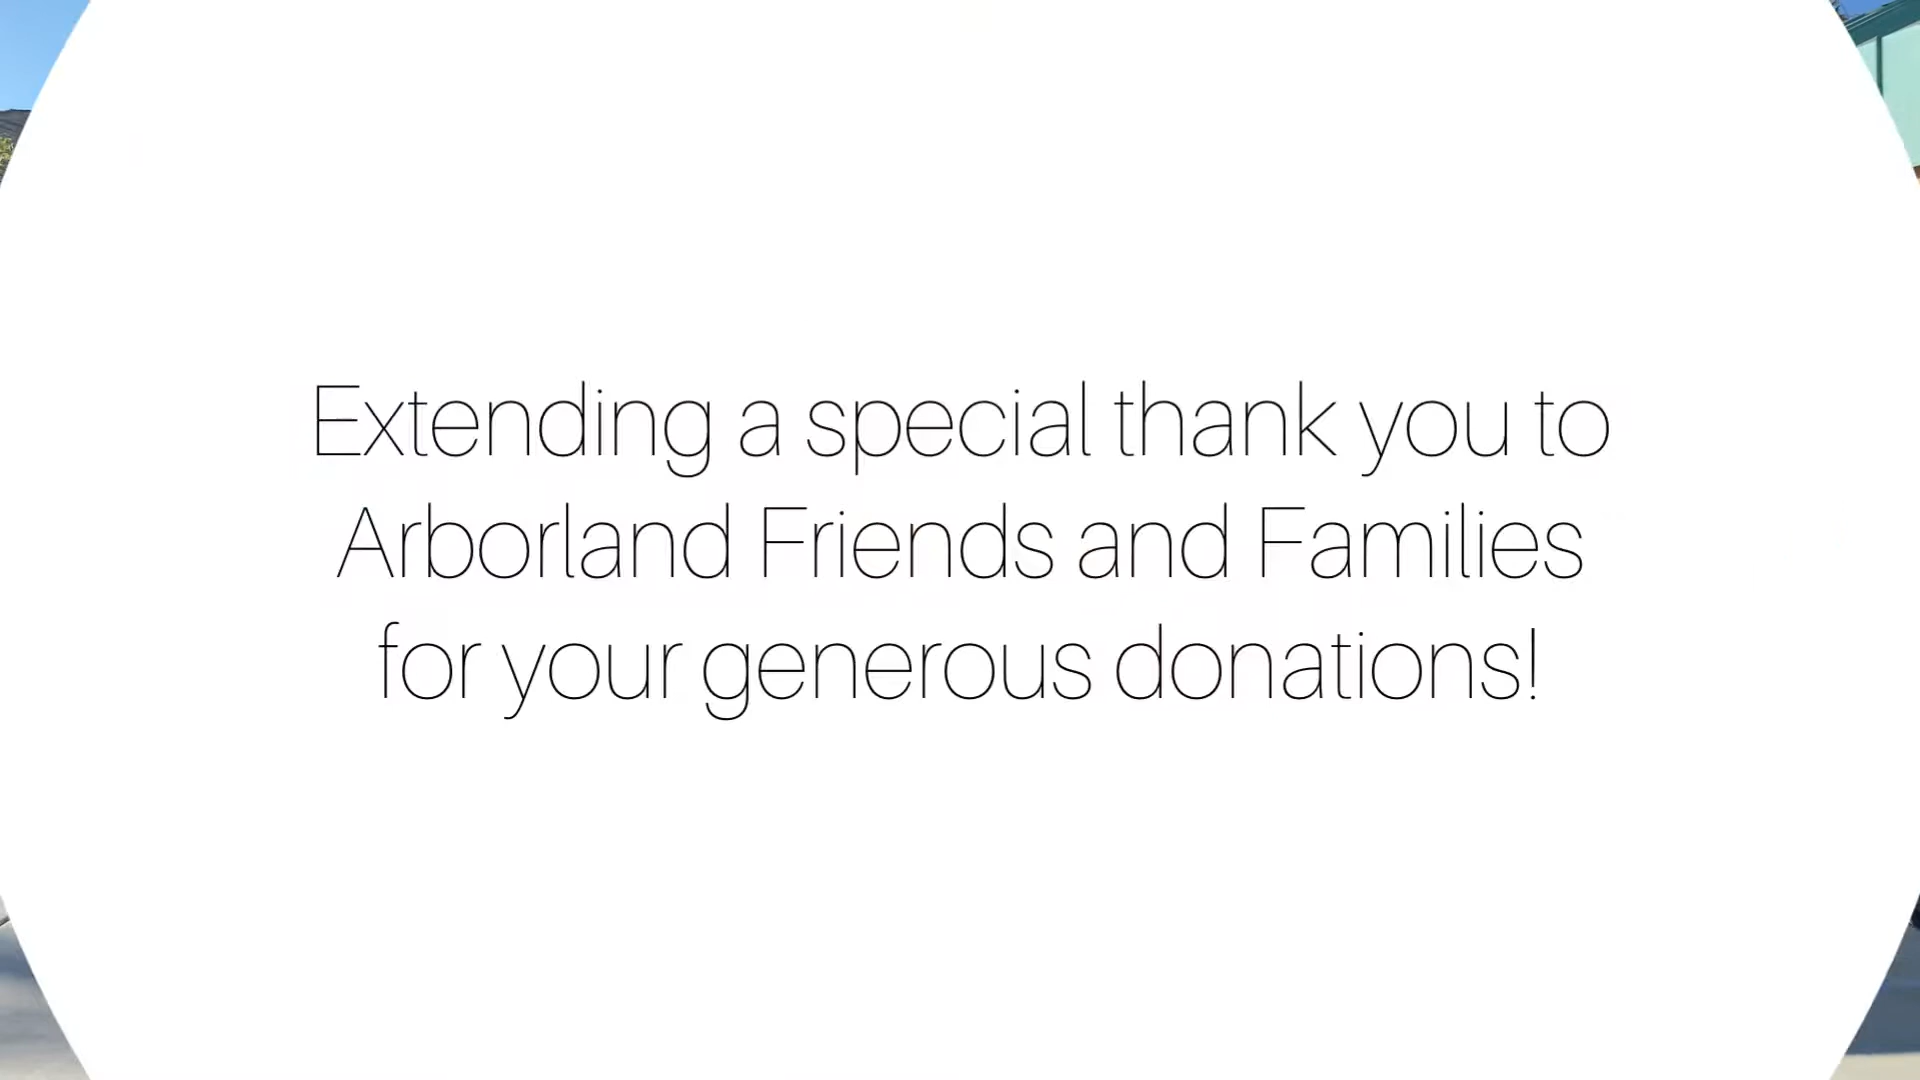 Extending a special thank you to
Arborland Friends and Families
for your generous donations!